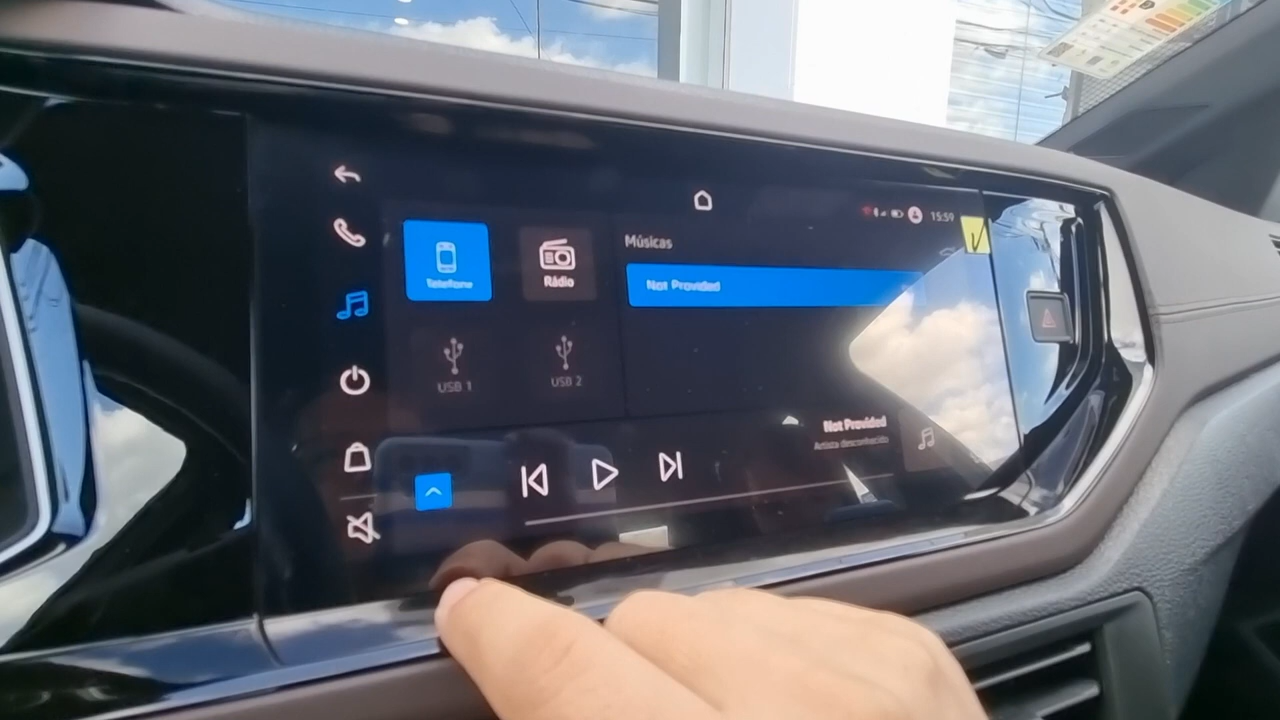 15:59
Telefone
Rádio
Músicas
Not Provided
USB 1
USB 2
Not Provided
Artista desconhecido